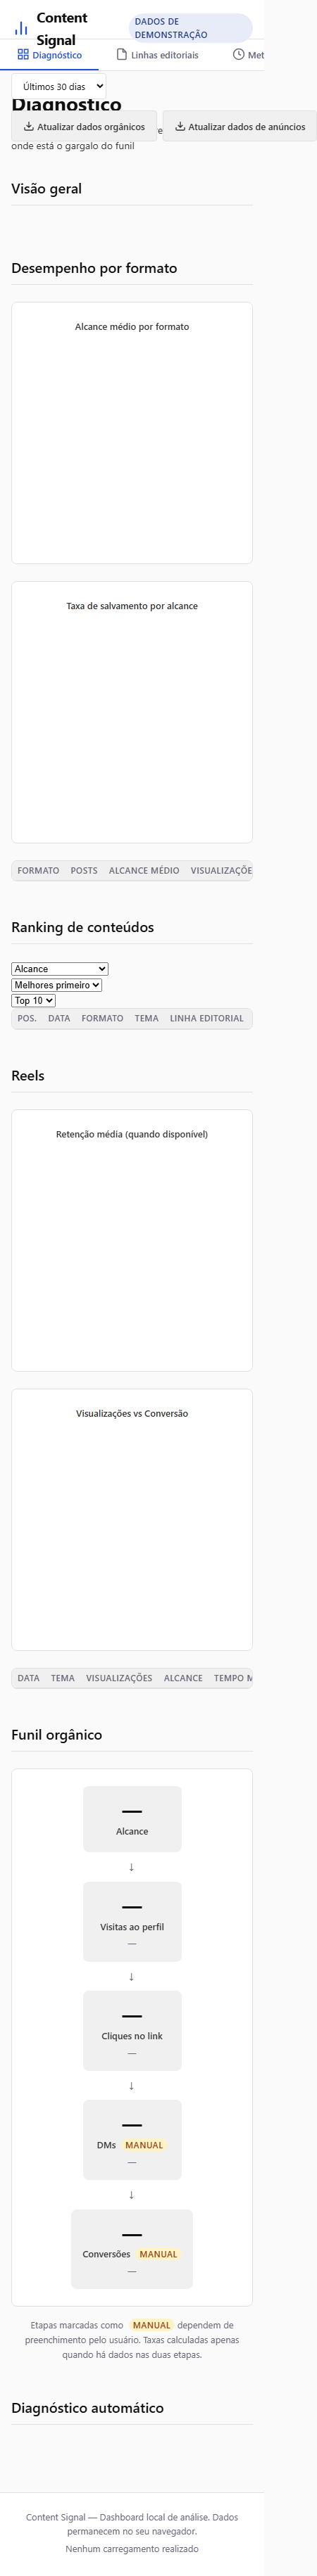 Content
Signal
DADOS DE
DEMONSTRAÇÃO
Diagnóstico
Linhas editoriais
Últimos 30 dias
Diagnóstico
Atualizar dados orgânicos
Atualizar dados de anúncios
onde está o gargalo do funil
Visão geral
Desempenho por formato
Alcance médio por formato
Taxa de salvamento por alcance
FORMATO POSTS ALCANCE MÉDIO
Ranking de conteúdos
Alcance
Melhores primeiro
Top 10
POS. DATA FORMATO TEMA LINHA EDITORIAL
Reels
Retenção média (quando disponível)
Visualizações vs Conversão
DATA TEMA VISUALIZAÇÕES ALCANCE TEMPO
Funil orgânico
—
Alcance
↓
—
Visitas ao perfil
—
↓
—
Cliques no link
—
↓
—
DMs MANUAL
—
↓
—
Conversões MANUAL
—
Etapas marcadas como MANUAL dependem de
preenchimento pelo usuário. Taxas calculadas apenas
quando há dados nas duas etapas.
Diagnóstico automático
Content Signal — Dashboard local de análise. Dados
permanecem no seu navegador.
Nenhum carregamento realizado